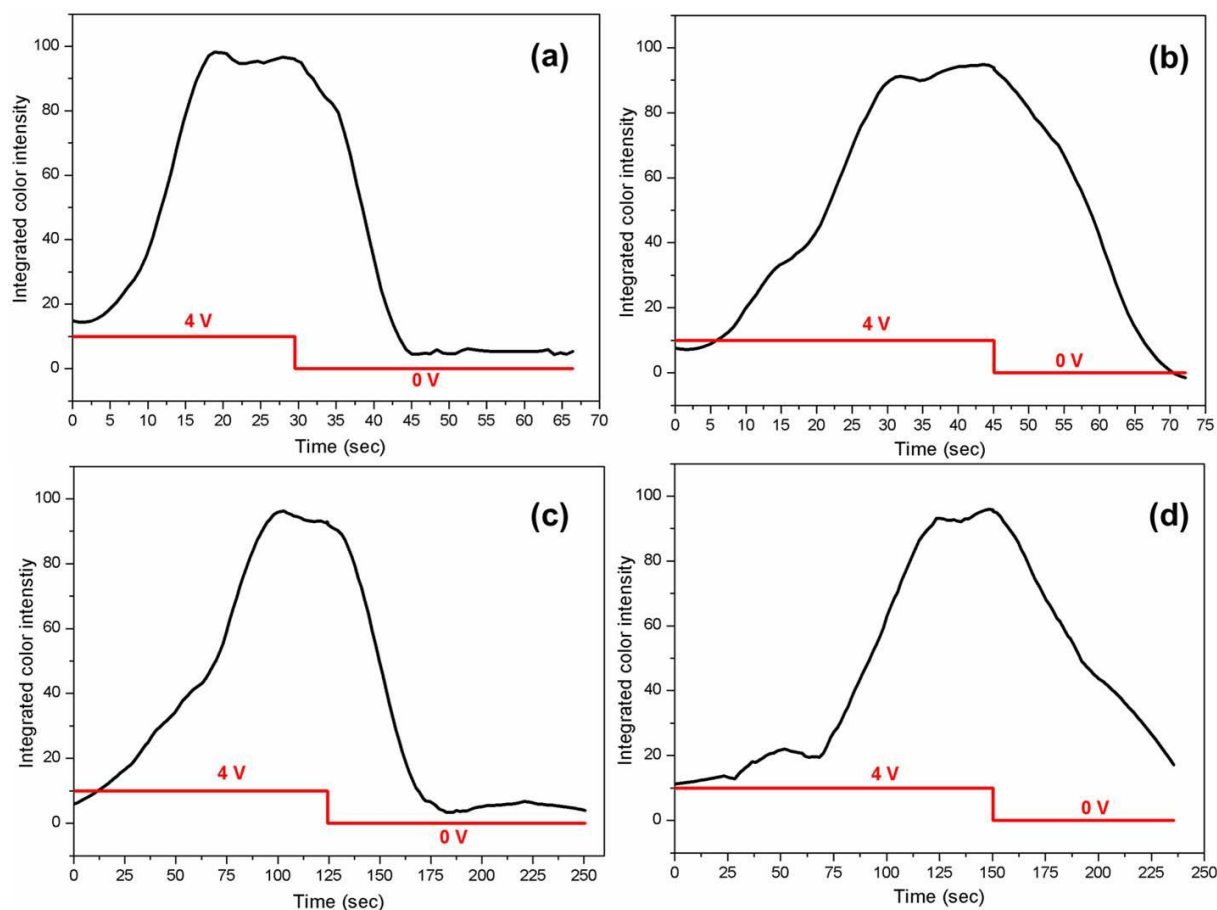 (a)
Integrated color intensity
100
80
60
40
20
0
4 V
0 V
0 5 10 15 20 25 30 35 40 45 50 55 60 65 70
Time (sec)
(b)
Integrated color intensity
100
80
60
40
20
0
4 V
0 V
0 5 10 15 20 25 30 35 40 45 50 55 60 65 70 75
Time (sec)
(c)
Integrated color intenstiy
100
80
60
40
20
0
4 V
0 V
0 25 50 75 100 125 150 175 200 225 250
Time (sec)
(d)
Integrated color intensity
100
80
60
40
20
0
4 V
0 V
0 25 50 75 100 125 150 175 200 225 250
Time (sec)